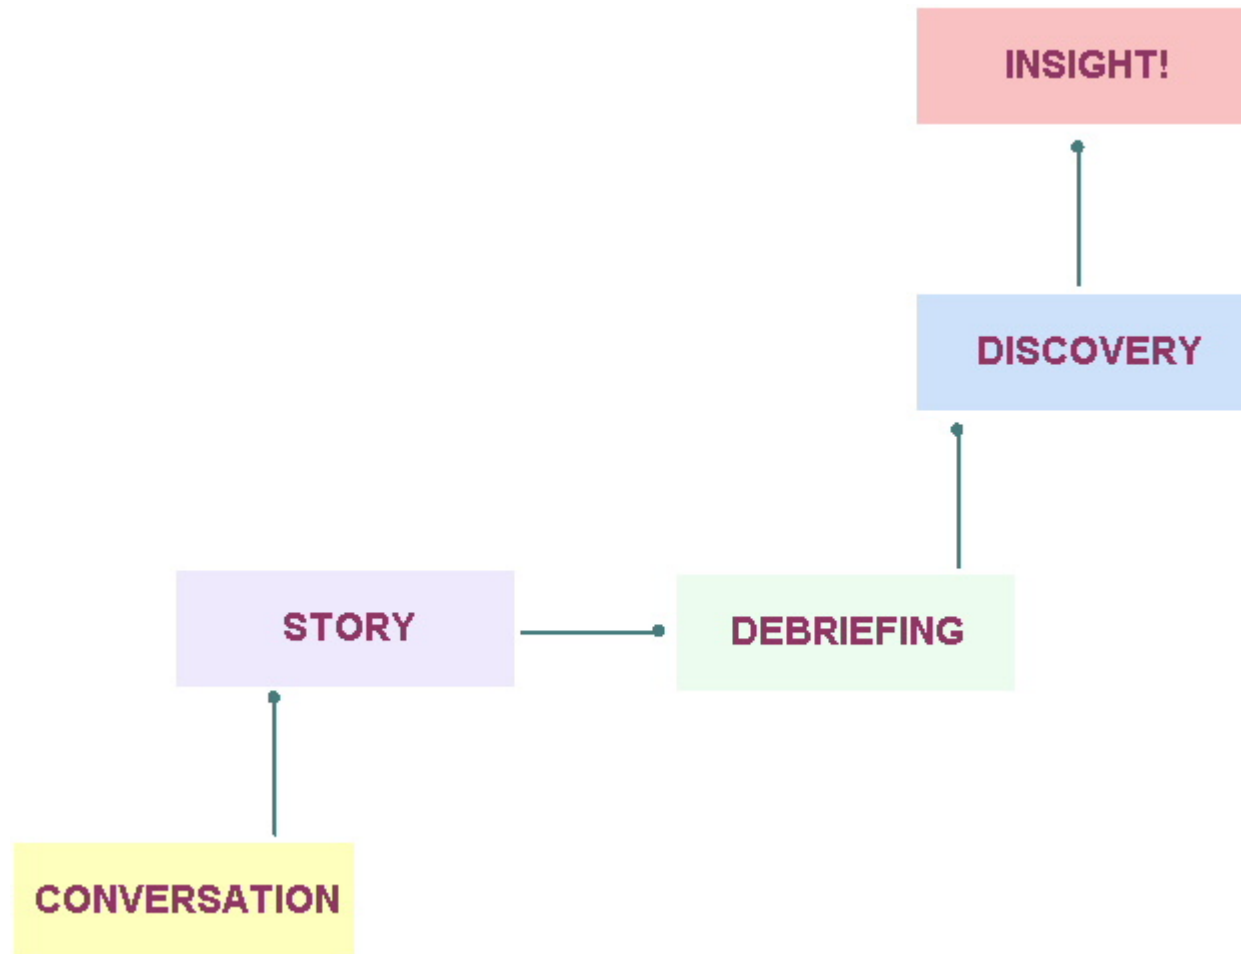 INSIGHT!
DISCOVERY
STORY
DEBRIEFING
CONVERSATION